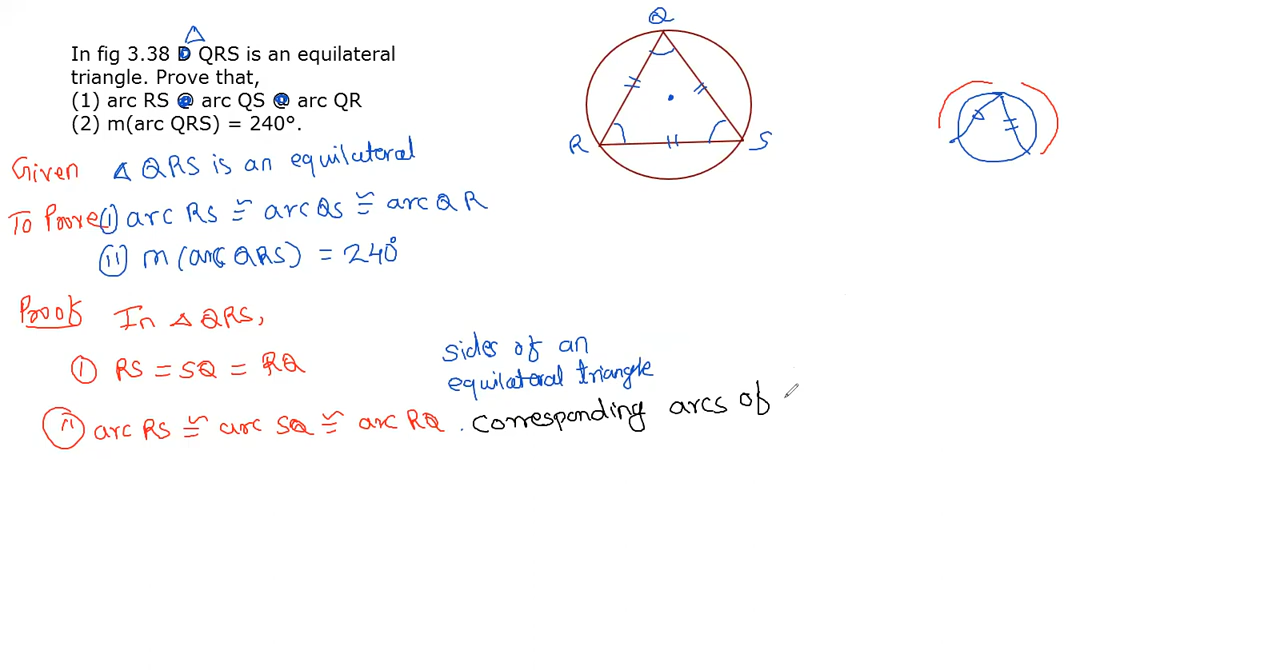 In fig 3.38 Δ QRS is an equilateral
triangle. Prove that,
(1) arc RS @ arc QS @ arc QR
(2) m(arc QRS) = 240°.
Q
R
S
Given Δ QRS is an equilateral
To Prove (i) arc RS ≅ arc QS ≅ arc QR
(ii) m (arc QRS) = 240°
Proof In Δ QRS,
(i) RS = SQ = RQ
sides of an
equilateral triangle
(ii) arc RS ≅ arc SQ ≅ arc RQ . corresponding arcs of